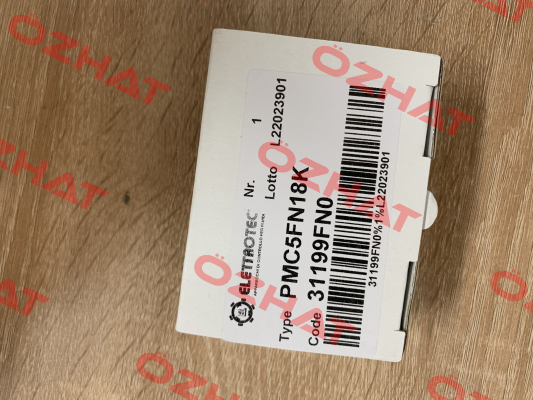 ELETTROTEC
Nr. 1
Lotto L22023901
Type PMC5FN18K
Code 31199FN0
31199FN0%1%L22023901
ÖZHAT
ÖZHAT
ÖZHAT
ÖZHAT
ÖZHAT
ÖZHAT
ÖZHAT
ÖZHAT